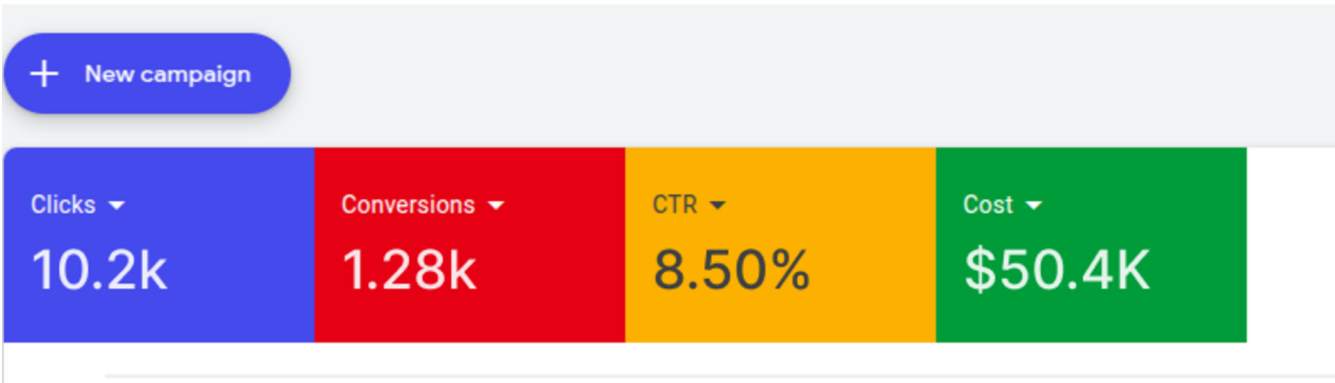 New campaign
Clicks
Conversions
CTR
Cost
10.2k
1.28k
8.50%
$50.4K